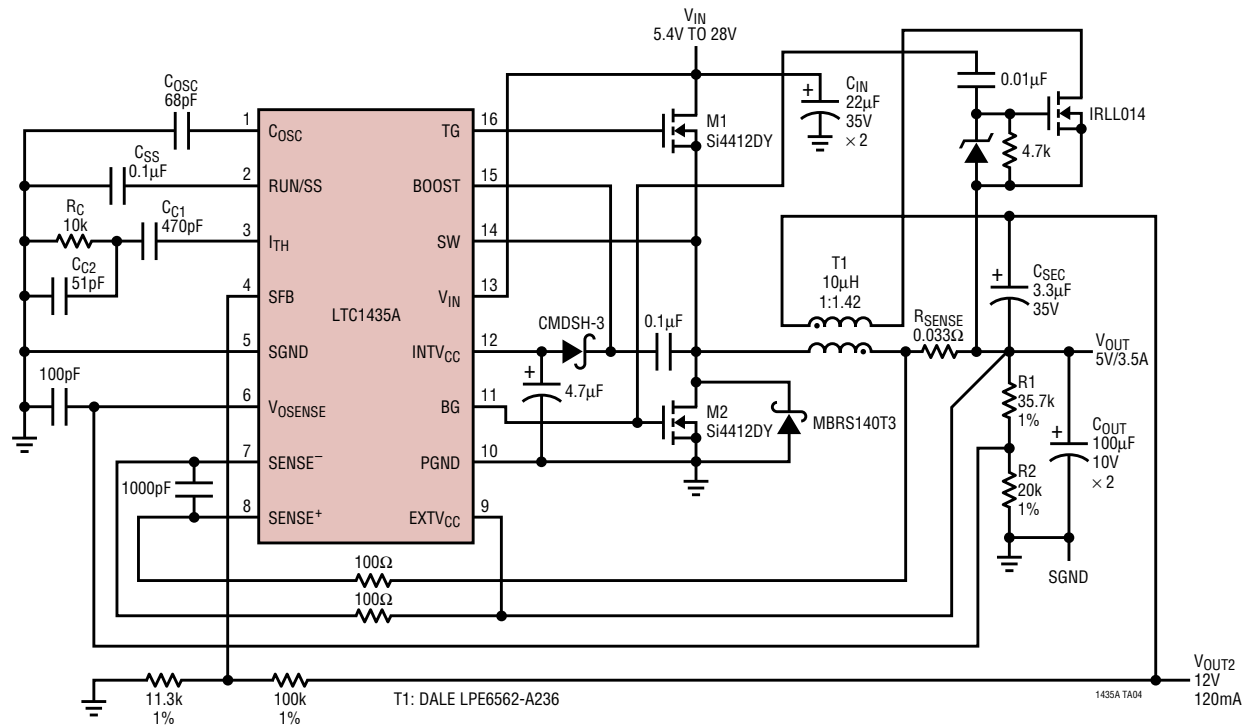 VIN
5.4V TO 28V
COSC
68pF
CSS
0.1µF
RC
10k
CC1
470pF
CC2
51pF
100pF
1000pF
1
2
3
4
5
6
7
8
COSC
RUN/SS
ITH
SFB
SGND
VOSENSE
SENSE–
SENSE+
LTC1435A
TG
BOOST
SW
VIN
INTVCC
BG
PGND
EXTVCC
16
15
14
13
12
11
10
9
M1
Si4412DY
+
CIN
22µF
35V
× 2
0.01µF
4.7k
IRLL014
CMDSH-3
0.1µF
+
4.7µF
M2
Si4412DY
MBRS140T3
T1
10µH
1:1.42
RSENSE
0.033Ω
+
CSEC
3.3µF
35V
VOUT
5V/3.5A
R1
35.7k
1%
R2
20k
1%
+
COUT
100µF
10V
× 2
SGND
100Ω
100Ω
11.3k
1%
100k
1%
T1: DALE LPE6562-A236
1435A TA04
VOUT2
12V
120mA